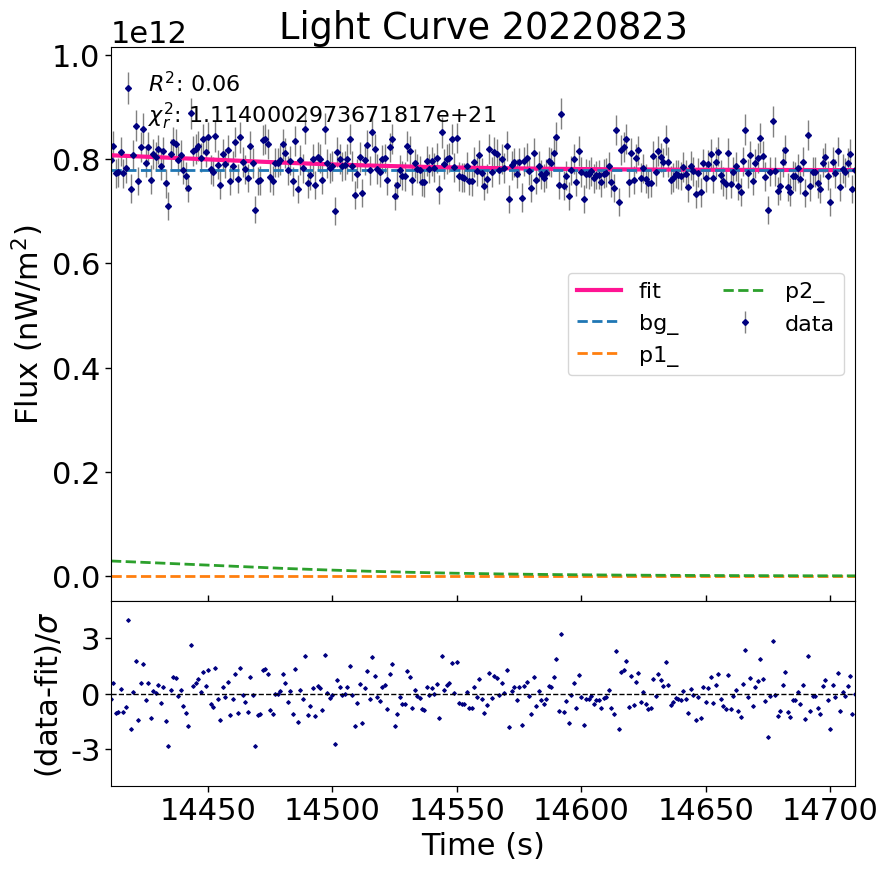 Light Curve 20220823
1e12
R²: 0.06
χ²ᵣ: 1.1140002973671817e+21
1.0
0.8
0.6
0.4
0.2
0.0
Flux (nW/m²)
fit
bg_
p1_
p2_
data
3
0
-3
(data-fit)/σ
14450 14500 14550 14600 14650 14700
Time (s)